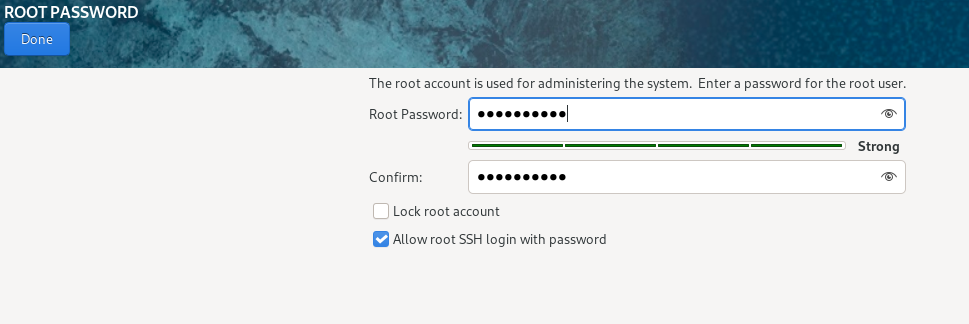 ROOT PASSWORD
Done
The root account is used for administering the system.  Enter a password for the root user.
Root Password: ●●●●●●●●●●
Strong
Confirm: ●●●●●●●●●●
Lock root account
Allow root SSH login with password